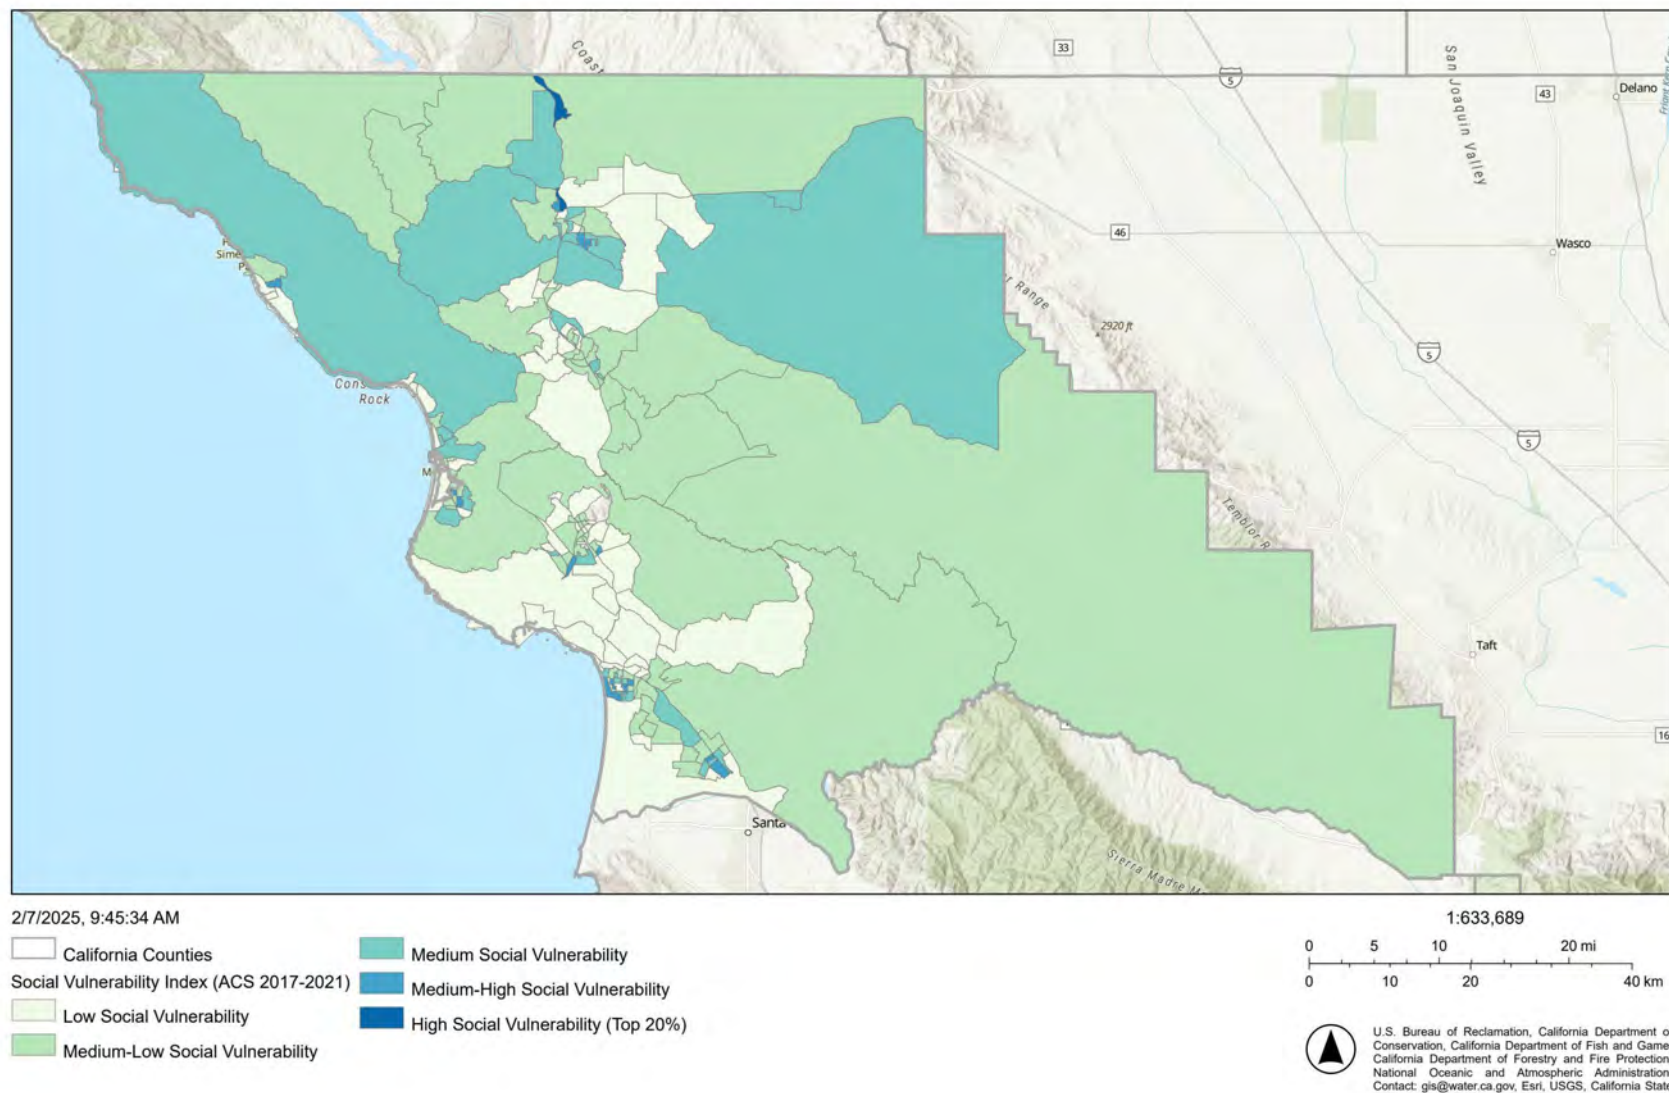 Coast
33
5
43
Delano
Friant Kern C
San Joaquin Valley
46
Wasco
Sime
P
Range
2920 ft
5
Cons
Rock
5
M
Temblor R
Taft
16
Santa
Sierra Madre M
2/7/2025, 9:45:34 AM
California Counties
Social Vulnerability Index (ACS 2017-2021)
Low Social Vulnerability
Medium-Low Social Vulnerability
Medium Social Vulnerability
Medium-High Social Vulnerability
High Social Vulnerability (Top 20%)
1:633,689
0 5 10 20 mi
0 10 20 40 km
U.S. Bureau of Reclamation, California Department o
Conservation, California Department of Fish and Game
California Department of Forestry and Fire Protection
National Oceanic and Atmospheric Administration
Contact: gis@water.ca.gov, Esri, USGS, California State